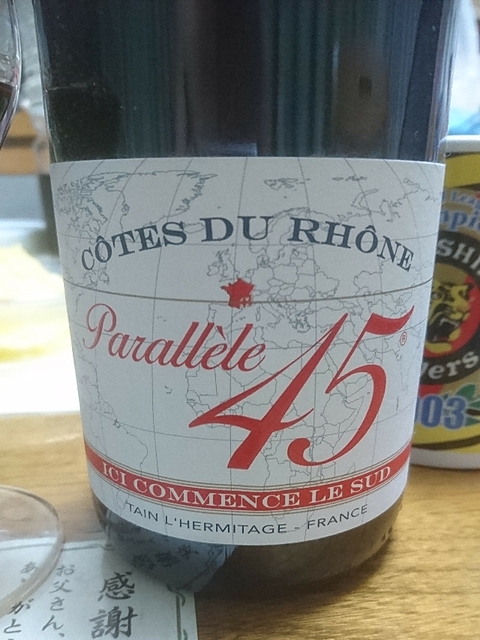 CÔTES DU RHÔNE
Parallèle
45
®
ICI COMMENCE LE SUD
TAIN L'HERMITAGE - FRANCE
感謝
お父さん、